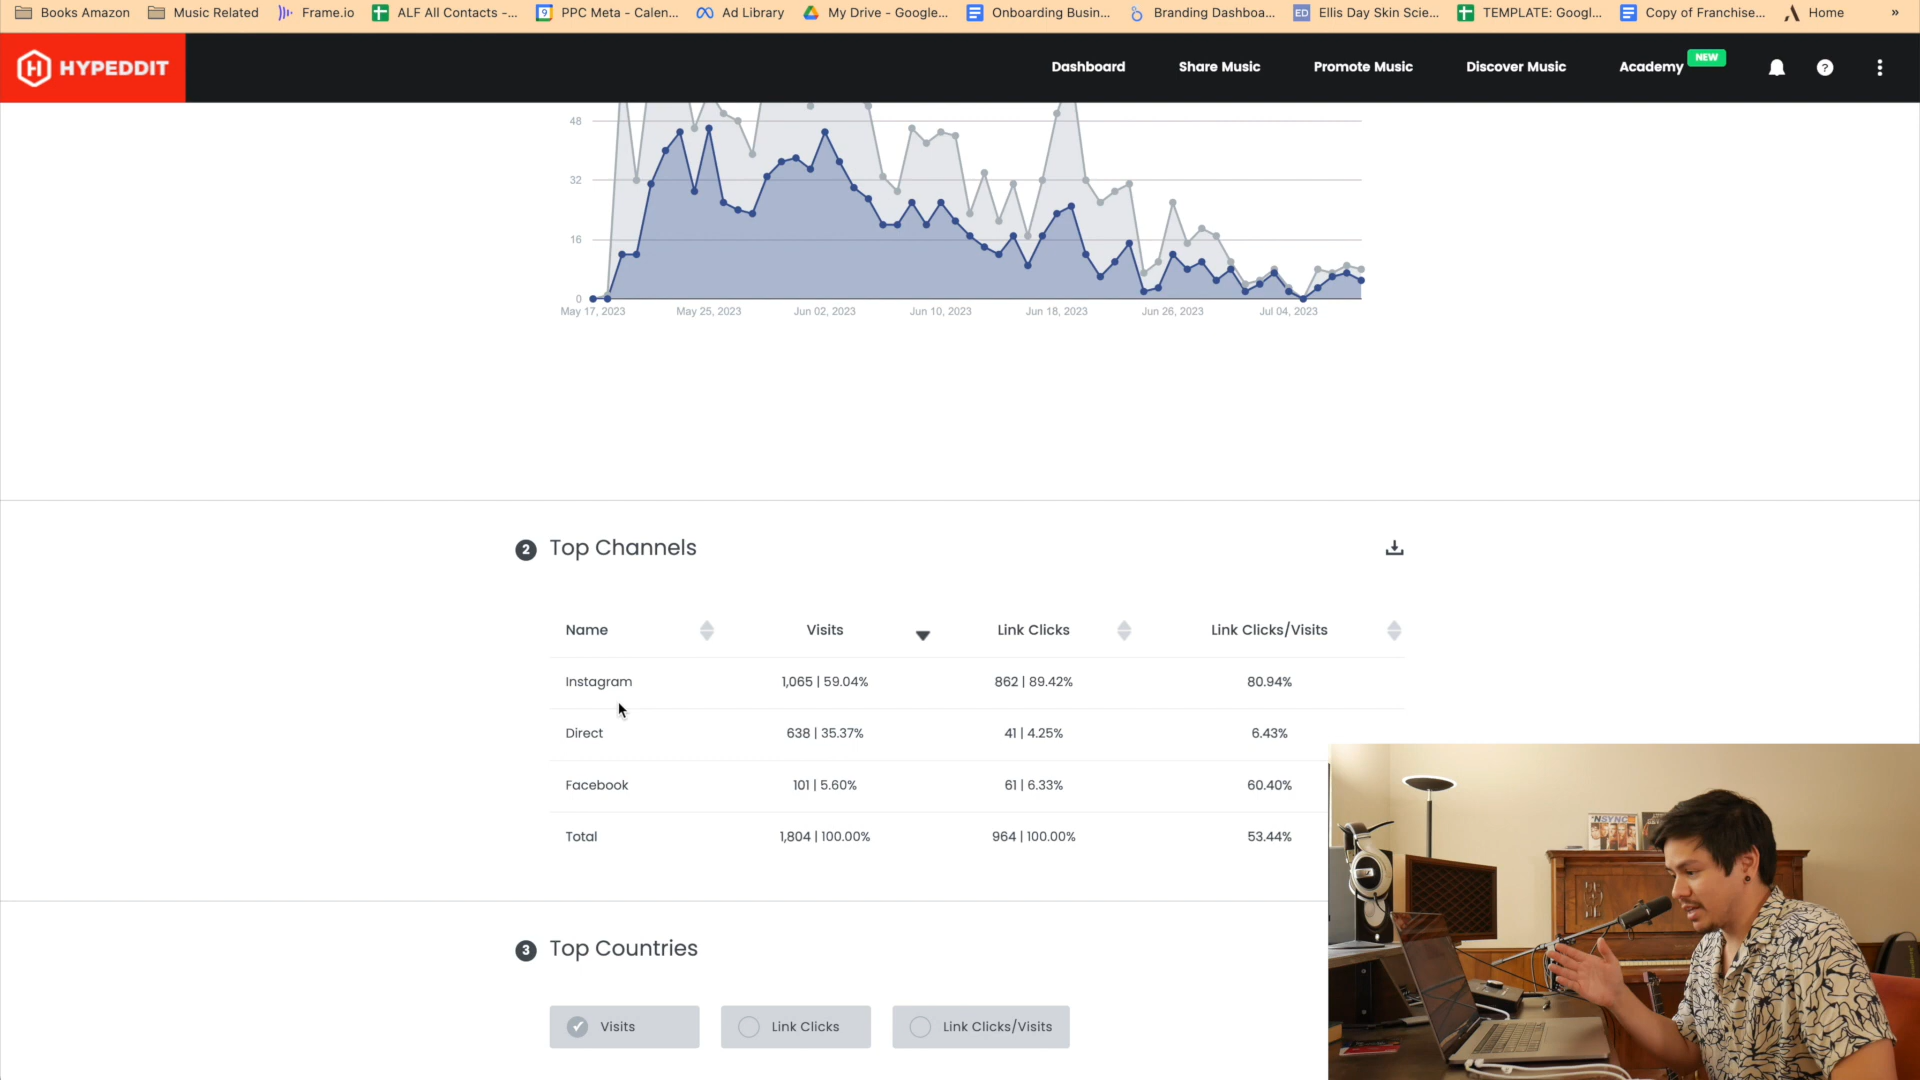 Books Amazon Music Related Frame.io ALF All Contacts -... PPC Meta - Calen... Ad Library My Drive - Google... Onboarding Busin... Branding Dashboa... ED Ellis Day Skin Scie... TEMPLATE: Googl... Copy of Franchise... Home »
HYPEDDIT Dashboard Share Music Promote Music Discover Music Academy NEW ?
48
32
16
0
May 17, 2023 May 25, 2023 Jun 02, 2023 Jun 10, 2023 Jun 18, 2023 Jun 26, 2023 Jul 04, 2023
2 Top Channels
Name Visits Link Clicks Link Clicks/Visits
Instagram 1,065 | 59.04% 862 | 89.42% 80.94%
Direct 638 | 35.37% 41 | 4.25% 6.43%
Facebook 101 | 5.60% 61 | 6.33% 60.40%
Total 1,804 | 100.00% 964 | 100.00% 53.44%
*NSYNC
3 Top Countries
Visits Link Clicks Link Clicks/Visits